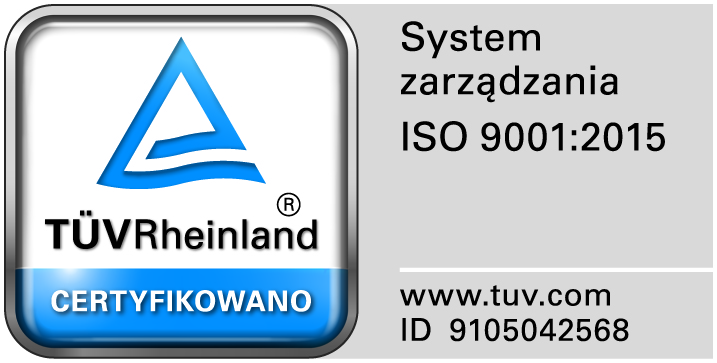 TÜVRheinland®
CERTYFIKOWANO
System
zarządzania
ISO 9001:2015
www.tuv.com
ID 9105042568